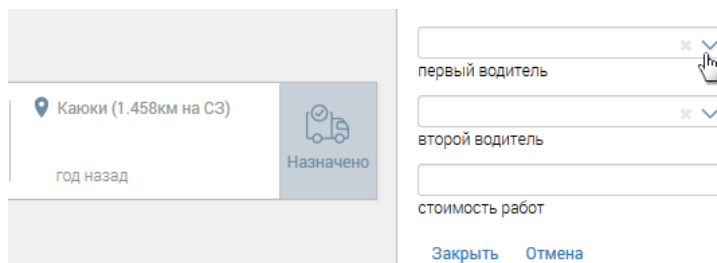 Каюки (1.458км на СЗ)
год назад
Назначено
первый водитель
второй водитель
стоимость работ
Закрыть Отмена